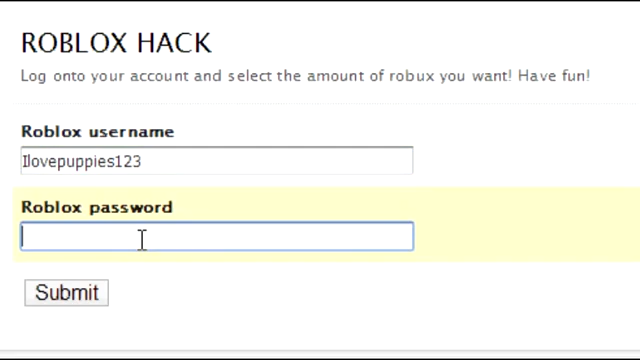 ROBLOX HACK
Log onto your account and select the amount of robux you want! Have fun!
Roblox username
Ilovepuppies123
Roblox password
Submit